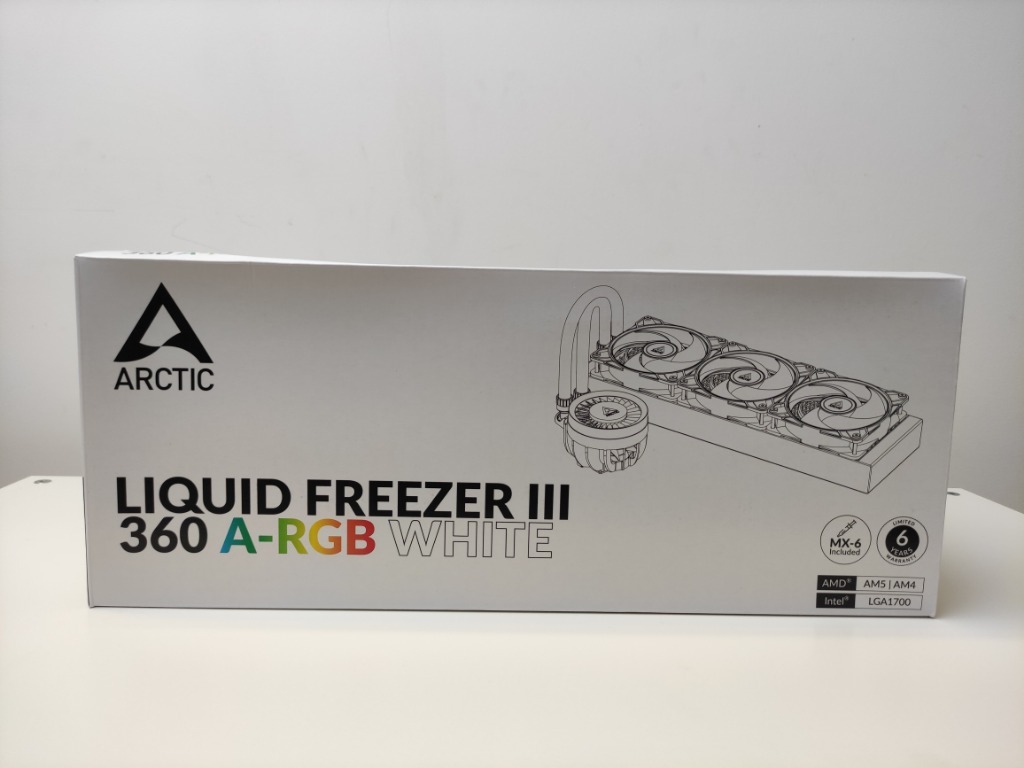 360 A-R
ARCTIC
LIQUID FREEZER III
360 A-RGB WHITE
MX-6
Included
LIMITED
6
YEARS
WARRANTY
AMD® AM5 | AM4
Intel® LGA1700